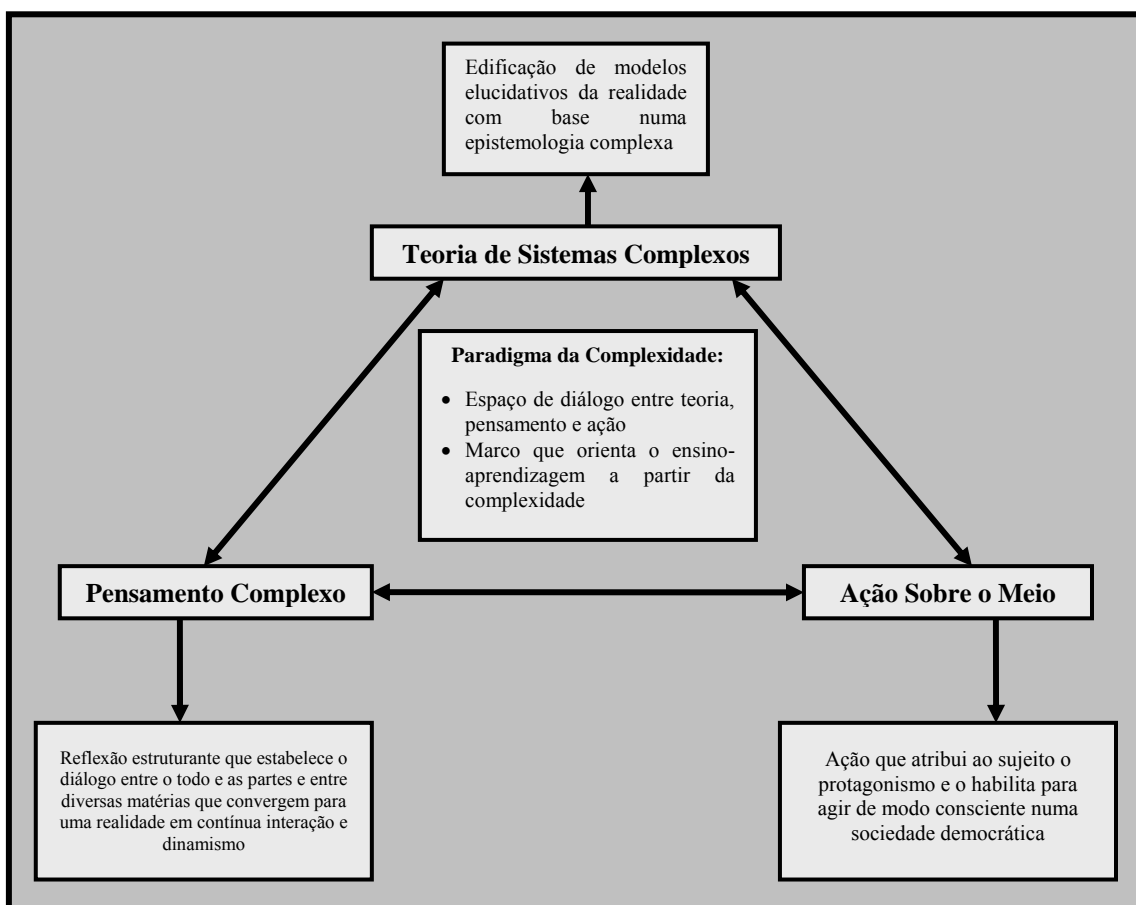 Edificação de modelos
elucidativos da realidade
com base numa
epistemologia complexa
Teoria de Sistemas Complexos
Paradigma da Complexidade:
• Espaço de diálogo entre teoria,
pensamento e ação
• Marco que orienta o ensino-
aprendizagem a partir da
complexidade
Pensamento Complexo
Ação Sobre o Meio
Reflexão estruturante que estabelece o
diálogo entre o todo e as partes e entre
diversas matérias que convergem para
uma realidade em contínua interação e
dinamismo
Ação que atribui ao sujeito o
protagonismo e o habilita para
agir de modo consciente numa
sociedade democrática